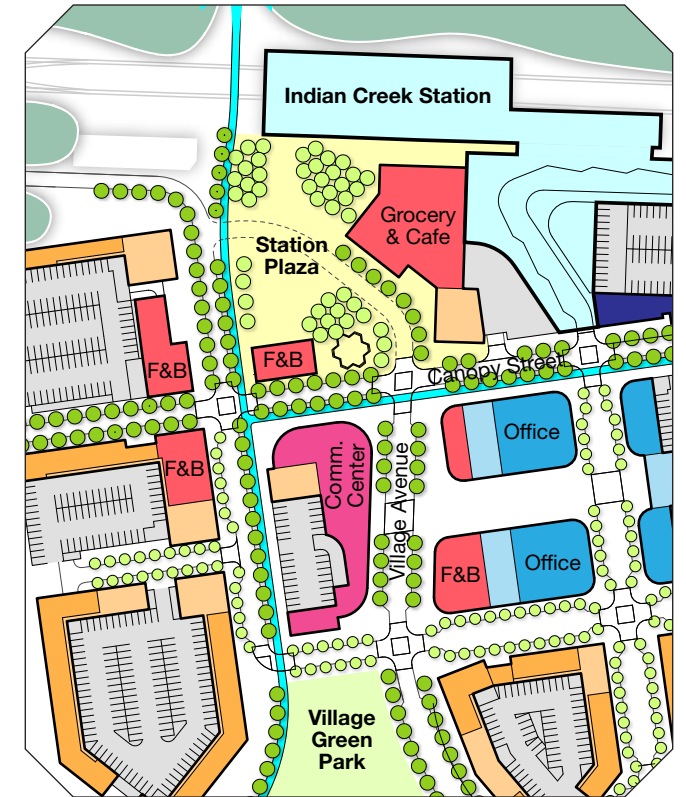 Indian Creek Station
Grocery
& Cafe
Station
Plaza
F&B
F&B
Canopy Street
Office
F&B
Comm.
Center
Village Avenue
F&B
Office
Village
Green
Park